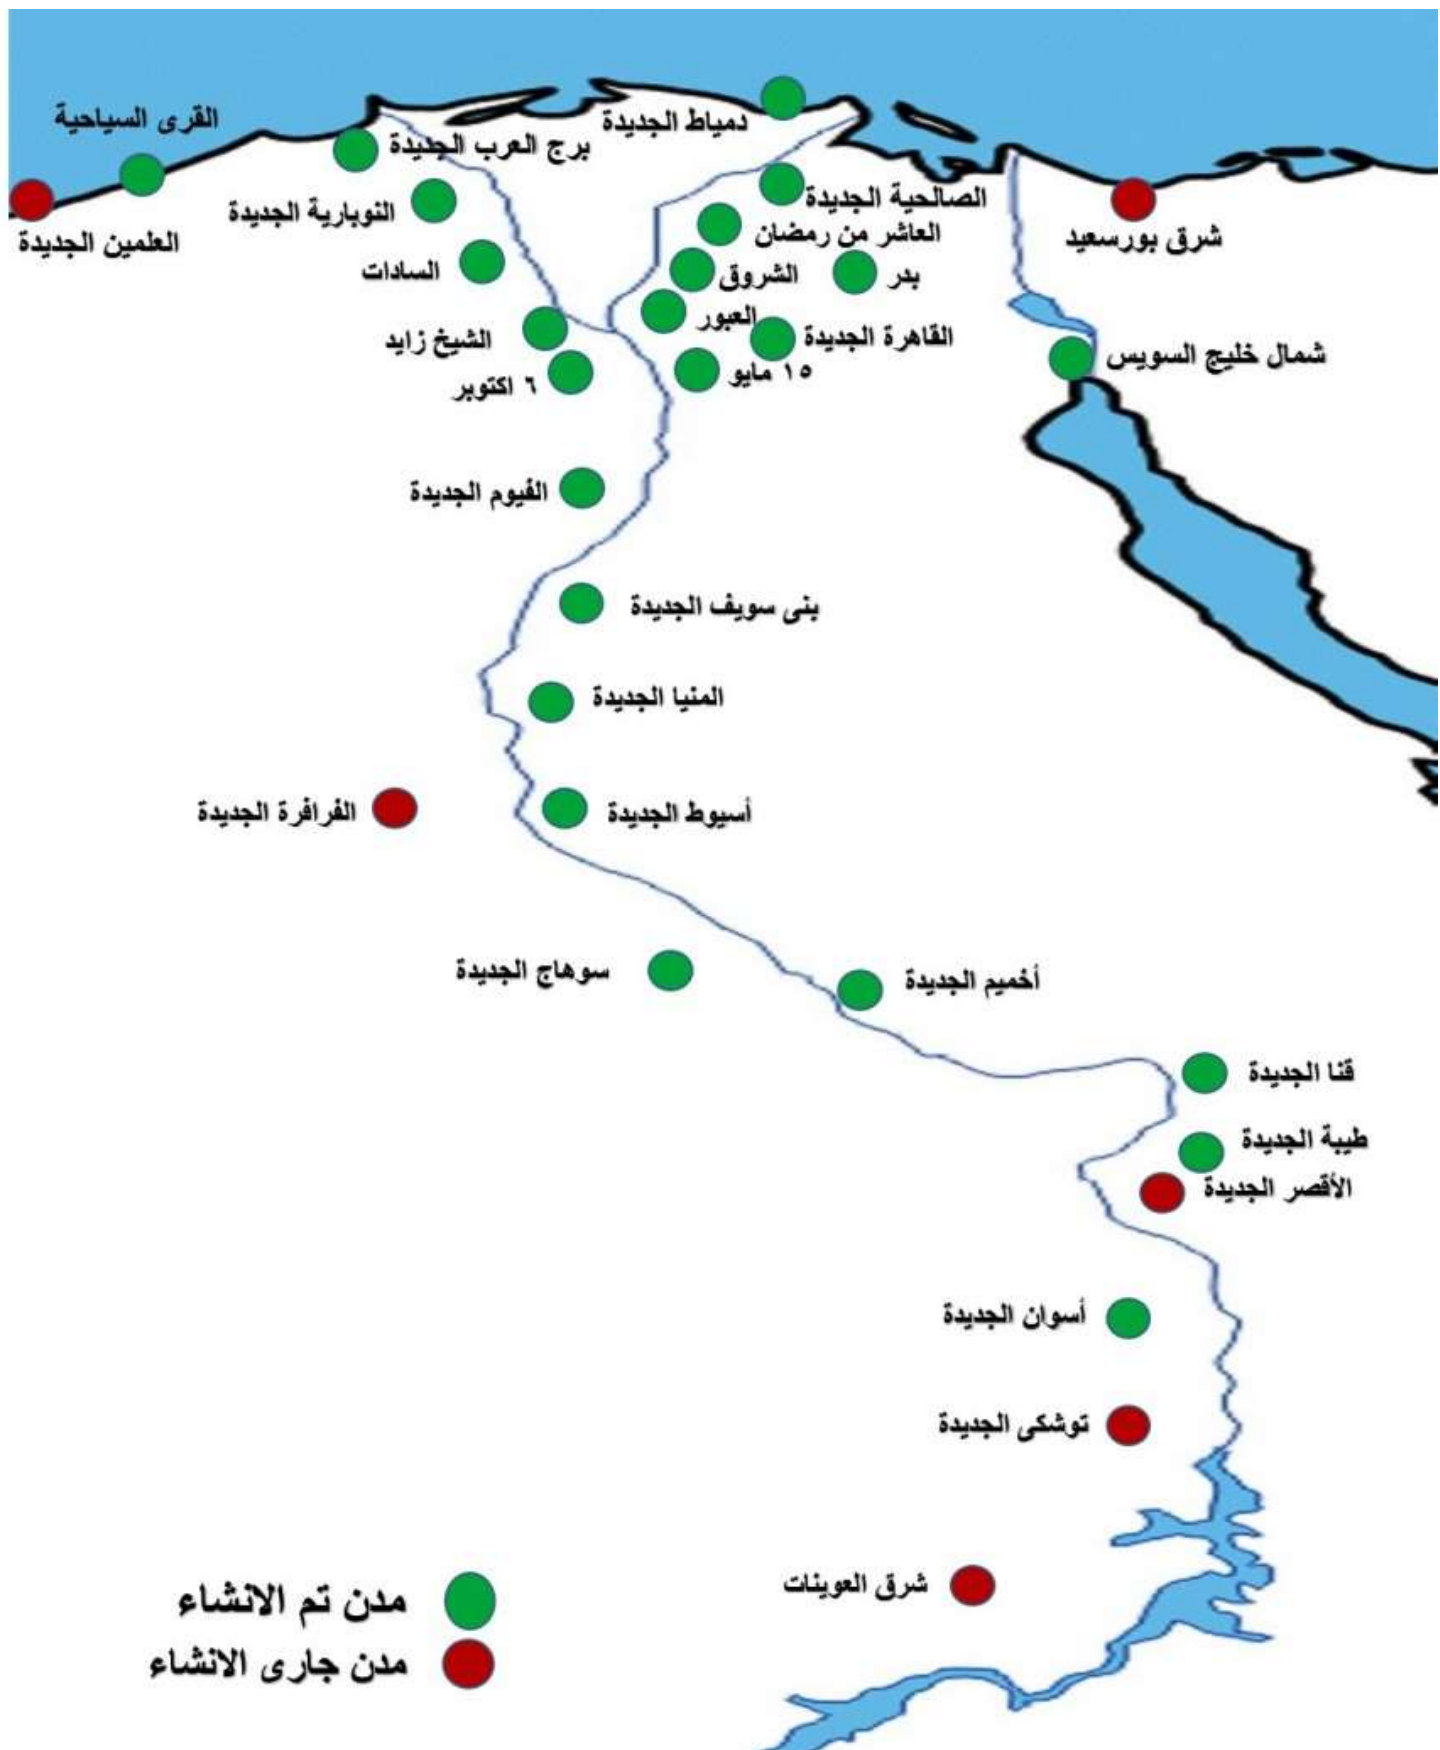 دمياط الجديدة
القرى السياحية
برج العرب الجديدة
الصالحية الجديدة
النوبارية الجديدة
العاشر من رمضان
شرق بورسعيد
العلمين الجديدة
السادات
الشروق
بدر
العبور
القاهرة الجديدة
الشيخ زايد
شمال خليج السويس
١٥ مايو
٦ اكتوبر
الفيوم الجديدة
بنى سويف الجديدة
المنيا الجديدة
الفرافرة الجديدة
أسيوط الجديدة
سوهاج الجديدة
أخميم الجديدة
قنا الجديدة
طيبة الجديدة
الأقصر الجديدة
أسوان الجديدة
توشكى الجديدة
شرق العوينات
مدن تم الانشاء
مدن جارى الانشاء